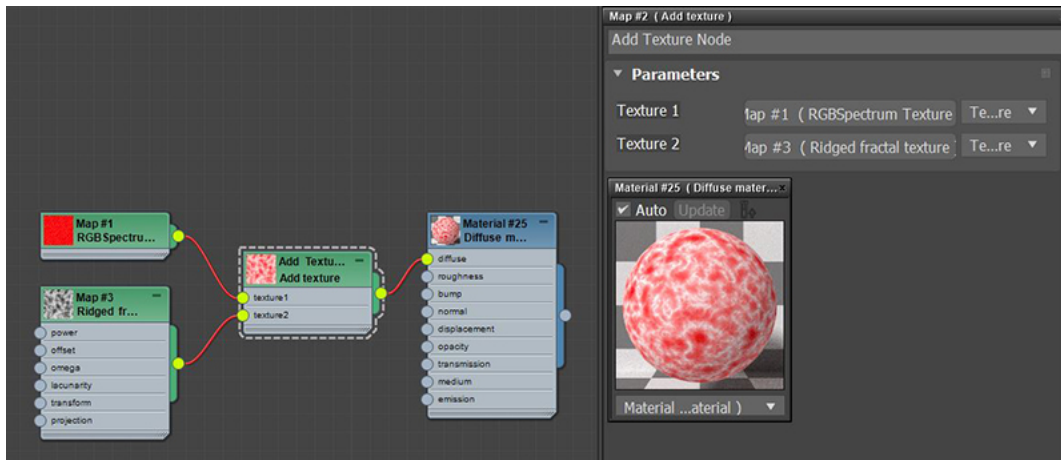 Map #1
RGBSpectru...
Map #3
Ridged fr...
power
offset
omega
lacunarity
transform
projection
Add Textu...
Add texture
texture1
texture2
Material #25
Diffuse m...
diffuse
roughness
bump
normal
displacement
opacity
transmission
medium
emission
Map #2 ( Add texture )
Add Texture Node
Parameters
Texture 1
Map #1 ( RGBSpectrum Texture
Te...re
Texture 2
Map #3 ( Ridged fractal texture )
Te...re
Material #25 ( Diffuse mater...
Auto Update
Material ...aterial )